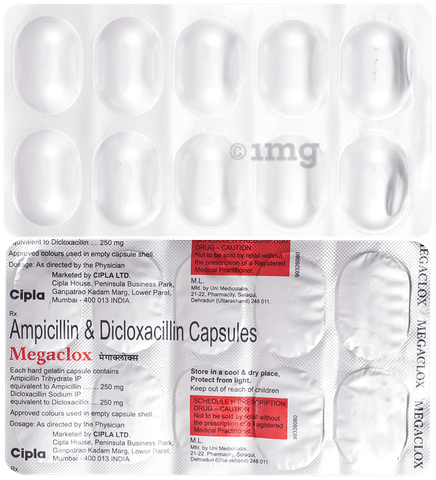 ©1mg
equivalent to Dicloxacillin .... 250 mg
Approved colours used in empty capsule shell.
Dosage: As directed by the Physician
Cipla
Marketed by CIPLA LTD.
Cipla House, Peninsula Business Park,
Ganpatrao Kadam Marg, Lower Parel,
Mumbai - 400 013 INDIA.
DRUG – CAUTION
Not to be sold by retail without
the prescription of a Registered
Medical Practitioner.
M.L.
Mfd. by Uni Medicolabs.
21-22, Pharmacity, Selaqui,
Dehradun (Uttarakhand) 248 011.
Rx
Ampicillin & Dicloxacillin Capsules
Megaclox मेगाक्लोक्स
Each hard gelatin capsule contains
Ampicillin Trihydrate IP
equivalent to Ampicillin .... 250 mg
Dicloxacillin Sodium IP
equivalent to Dicloxacillin .... 250 mg
Approved colours used in empty capsule shell.
Dosage: As directed by the Physician
Cipla
Marketed by CIPLA LTD.
Cipla House, Peninsula Business Park,
Ganpatrao Kadam Marg, Lower Parel,
Mumbai - 400 013 INDIA.
Rx
Store in a cool & dry place,
Protect from light.
Keep out of reach of children
SCHEDULE H PRESCRIPTION
DRUG – CAUTION
Not to be sold by retail without
the prescription of a Registered
Medical Practitioner.
M.L.
Mfd. by Uni Medicolabs.
21-22, Pharmacity, Selaqui,
Dehradun (Uttarakhand) 248 011.
MEGACLOX
MEGACLOX
MEGACLOX